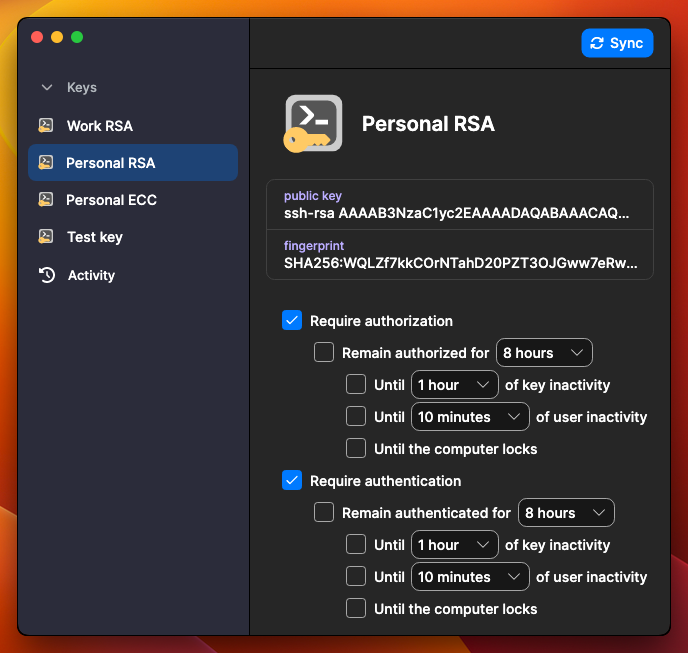 Sync
Keys
Work RSA
Personal RSA
Personal ECC
Test key
Activity
Personal RSA
public key
ssh-rsa AAAAB3NzaC1yc2EAAAADAQABAAACAQ...
fingerprint
SHA256:WQLZf7kkCOrNTahD20PZT3OJGww7eRw...
Require authorization
Remain authorized for 8 hours
Until 1 hour of key inactivity
Until 10 minutes of user inactivity
Until the computer locks
Require authentication
Remain authenticated for 8 hours
Until 1 hour of key inactivity
Until 10 minutes of user inactivity
Until the computer locks